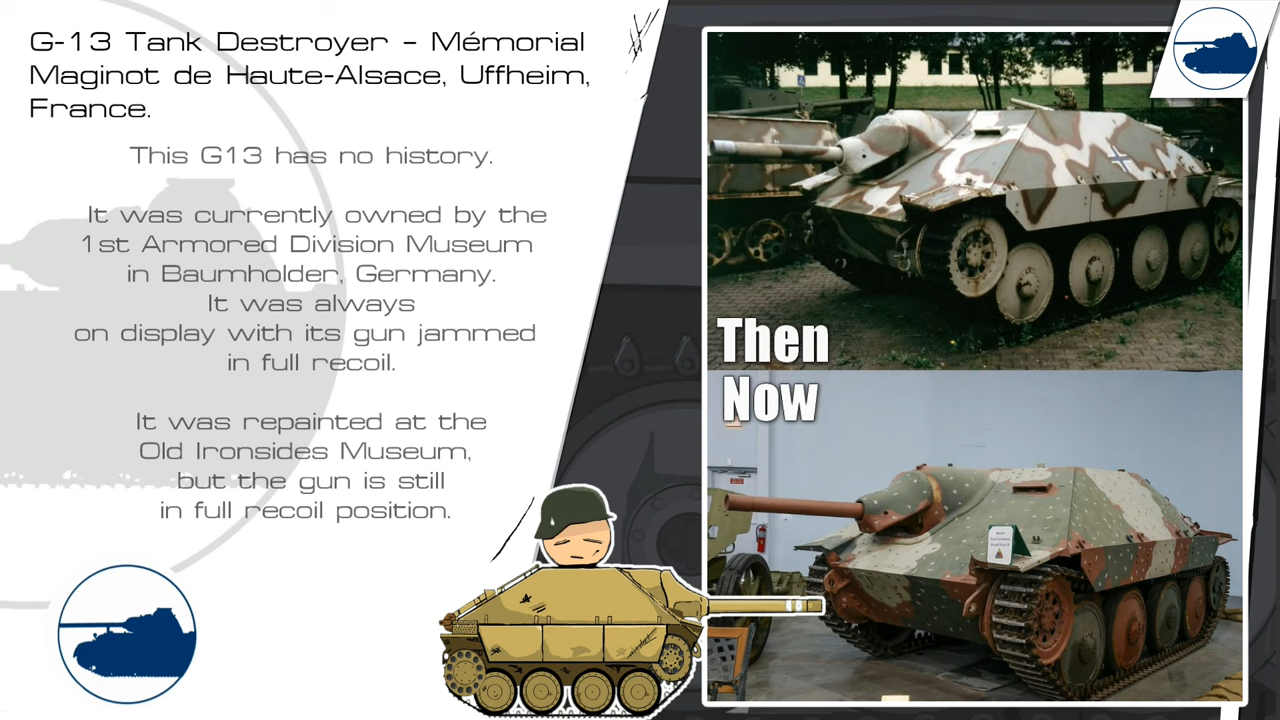 G-13 Tank Destroyer – Mémorial
Maginot de Haute-Alsace, Uffheim,
France.
This G13 has no history.
It was currently owned by the
1st Armored Division Museum
in Baumholder, Germany.
It was always
on display with its gun jammed
in full recoil.
It was repainted at the
Old Ironsides Museum,
but the gun is still
in full recoil position.
Then
Now